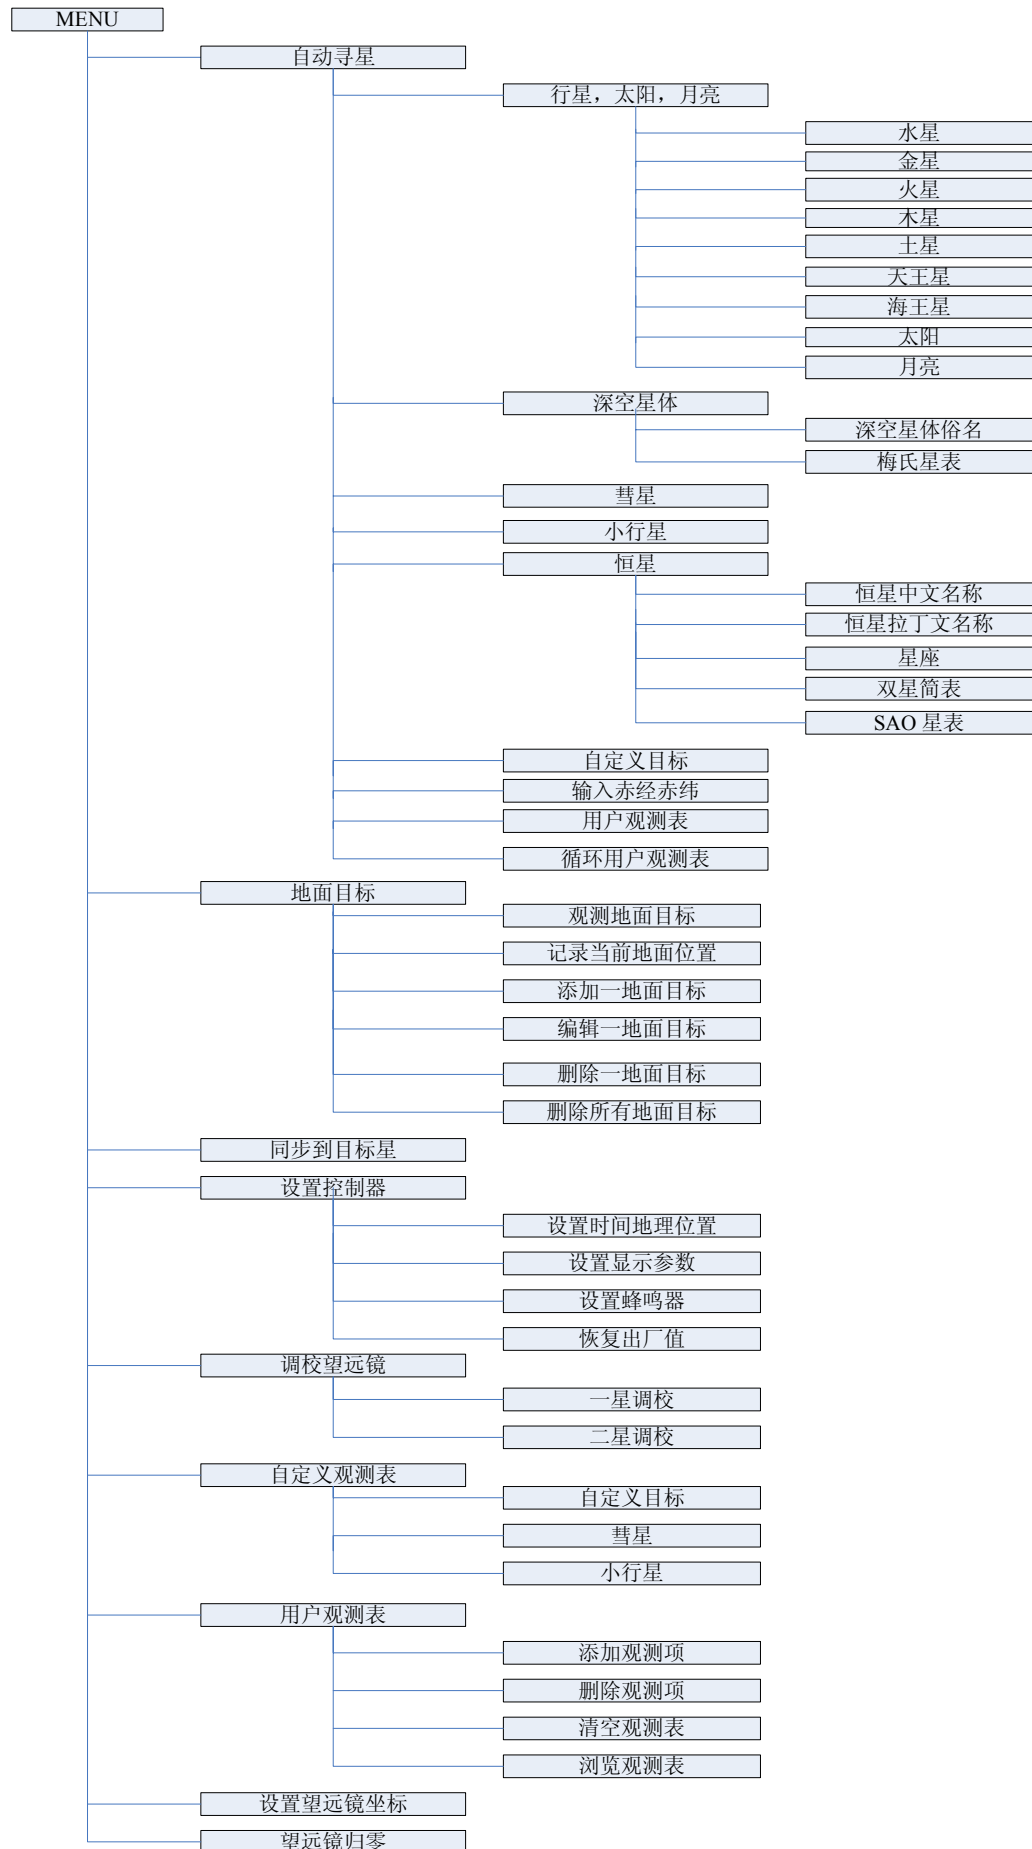 MENU
自动寻星
行星，太阳，月亮
水星
金星
火星
木星
土星
天王星
海王星
太阳
月亮
深空星体
深空星体俗名
梅氏星表
彗星
小行星
恒星
恒星中文名称
恒星拉丁文名称
星座
双星简表
SAO 星表
自定义目标
输入赤经赤纬
用户观测表
循环用户观测表
地面目标
观测地面目标
记录当前地面位置
添加一地面目标
编辑一地面目标
删除一地面目标
删除所有地面目标
同步到目标星
设置控制器
设置时间地理位置
设置显示参数
设置蜂鸣器
恢复出厂值
调校望远镜
一星调校
二星调校
自定义观测表
自定义目标
彗星
小行星
用户观测表
添加观测项
删除观测项
清空观测表
浏览观测表
设置望远镜坐标
望远镜归零